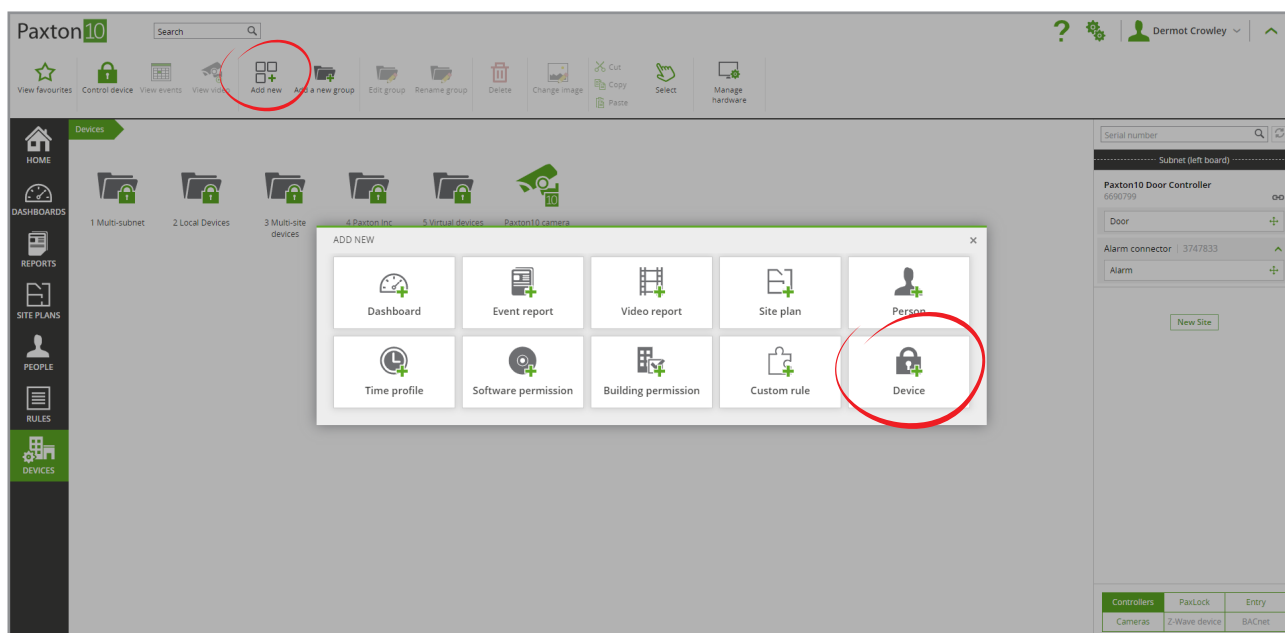 Paxton10
Search
Dermot Crowley
View favourites
Control device
View events
View video
Add new
Add a new group
Edit group
Rename group
Delete
Change image
Cut
Copy
Paste
Select
Manage
hardware
HOME
DASHBOARDS
REPORTS
SITE PLANS
PEOPLE
RULES
DEVICES
Devices
1 Multi-subnet
2 Local Devices
3 Multi-site
devices
4 Paxton Inc
5 Virtual devices
10
Paxton10 camera
ADD NEW
Dashboard
Event report
Video report
Site plan
Person
Time profile
Software permission
Building permission
Custom rule
Device
Serial number
Subnet (left board)
Paxton10 Door Controller
6690799
Door
Alarm connector | 3747833
Alarm
New Site
Controllers
PaxLock
Entry
Cameras
Z-Wave device
BACnet